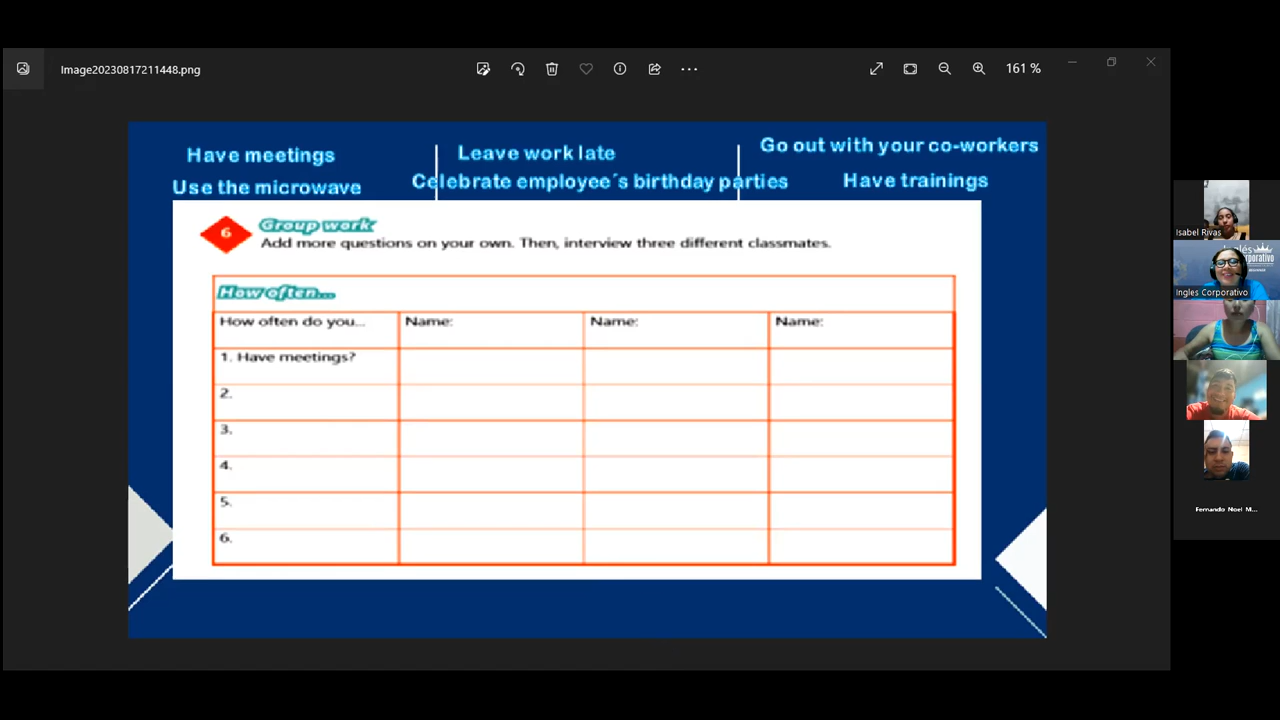 Image20230817211448.png
161 %
Have meetings
Leave work late
Go out with your co-workers
Use the microwave
Celebrate employee´s birthday parties
Have trainings
6
Group work
Add more questions on your own. Then, interview three different classmates.
How often...
How often do you... Name: Name: Name:
1. Have meetings?
2.
3.
4.
5.
6.
Isabel Rivas
Inglés
Corporativo
Ingles Corporativo
Fernando Noel M...